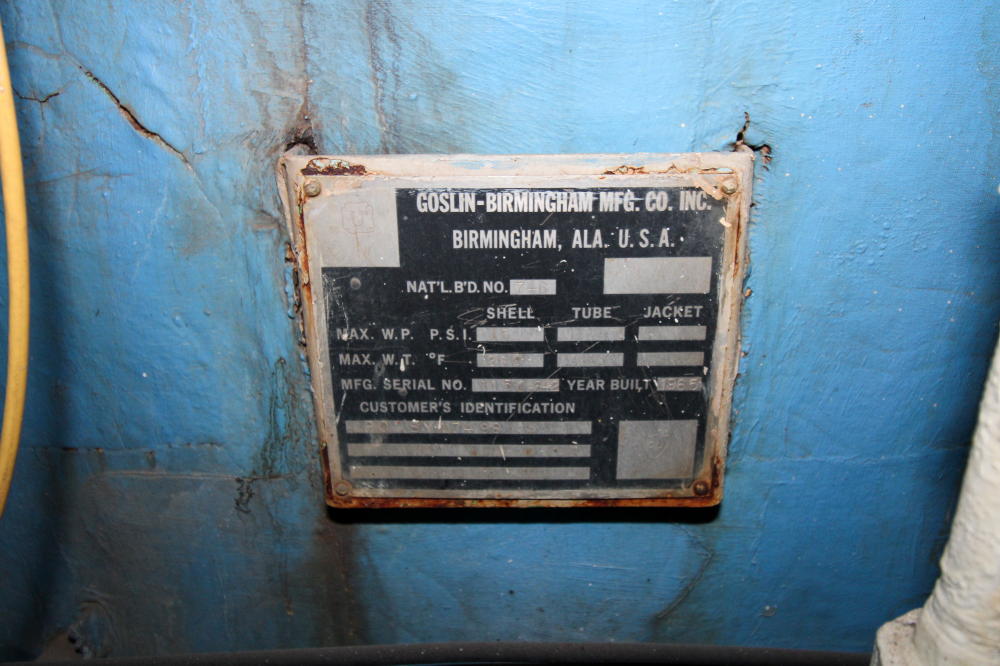 GOSLIN-BIRMINGHAM MFG. CO. INC.
BIRMINGHAM, ALA. U.S.A.
NAT'L. B'D. NO.
SHELL TUBE JACKET
MAX. W.P. P.S.I.
MAX. W.T. °F
MFG. SERIAL NO. YEAR BUILT 1965
CUSTOMER'S IDENTIFICATION